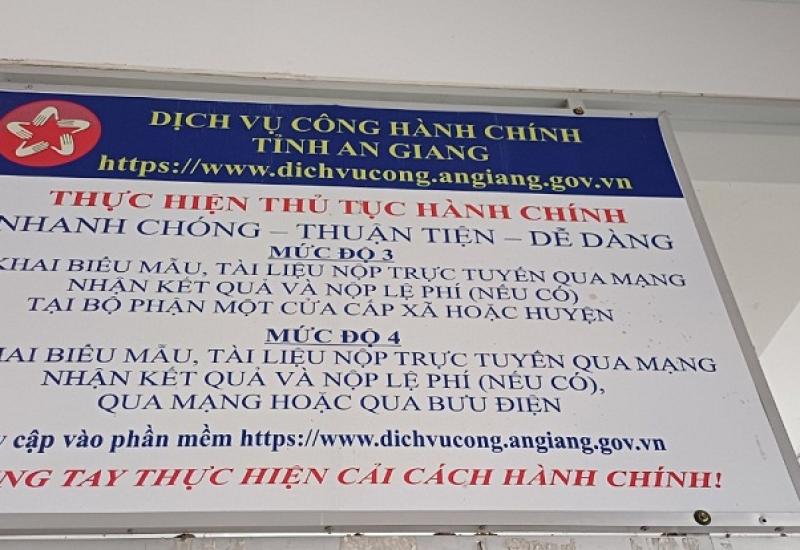 DỊCH VỤ CÔNG HÀNH CHÍNH
TỈNH AN GIANG
https://www.dichvucong.angiang.gov.vn
THỰC HIỆN THỦ TỤC HÀNH CHÍNH
NHANH CHÓNG – THUẬN TIỆN – DỄ DÀNG
MỨC ĐỘ 3
KHAI BIỂU MẪU, TÀI LIỆU NỘP TRỰC TUYẾN QUA MẠNG
NHẬN KẾT QUẢ VÀ NỘP LỆ PHÍ (NẾU CÓ)
TẠI BỘ PHẬN MỘT CỬA CẤP XÃ HOẶC HUYỆN
MỨC ĐỘ 4
HAI BIỂU MẪU, TÀI LIỆU NỘP TRỰC TUYẾN QUA MẠNG
NHẬN KẾT QUẢ VÀ NỘP LỆ PHÍ (NẾU CÓ),
QUA MẠNG HOẶC QUA BƯU ĐIỆN
cập vào phần mềm https://www.dichvucong.angiang.gov.vn
NG TAY THỰC HIỆN CẢI CÁCH HÀNH CHÍNH!